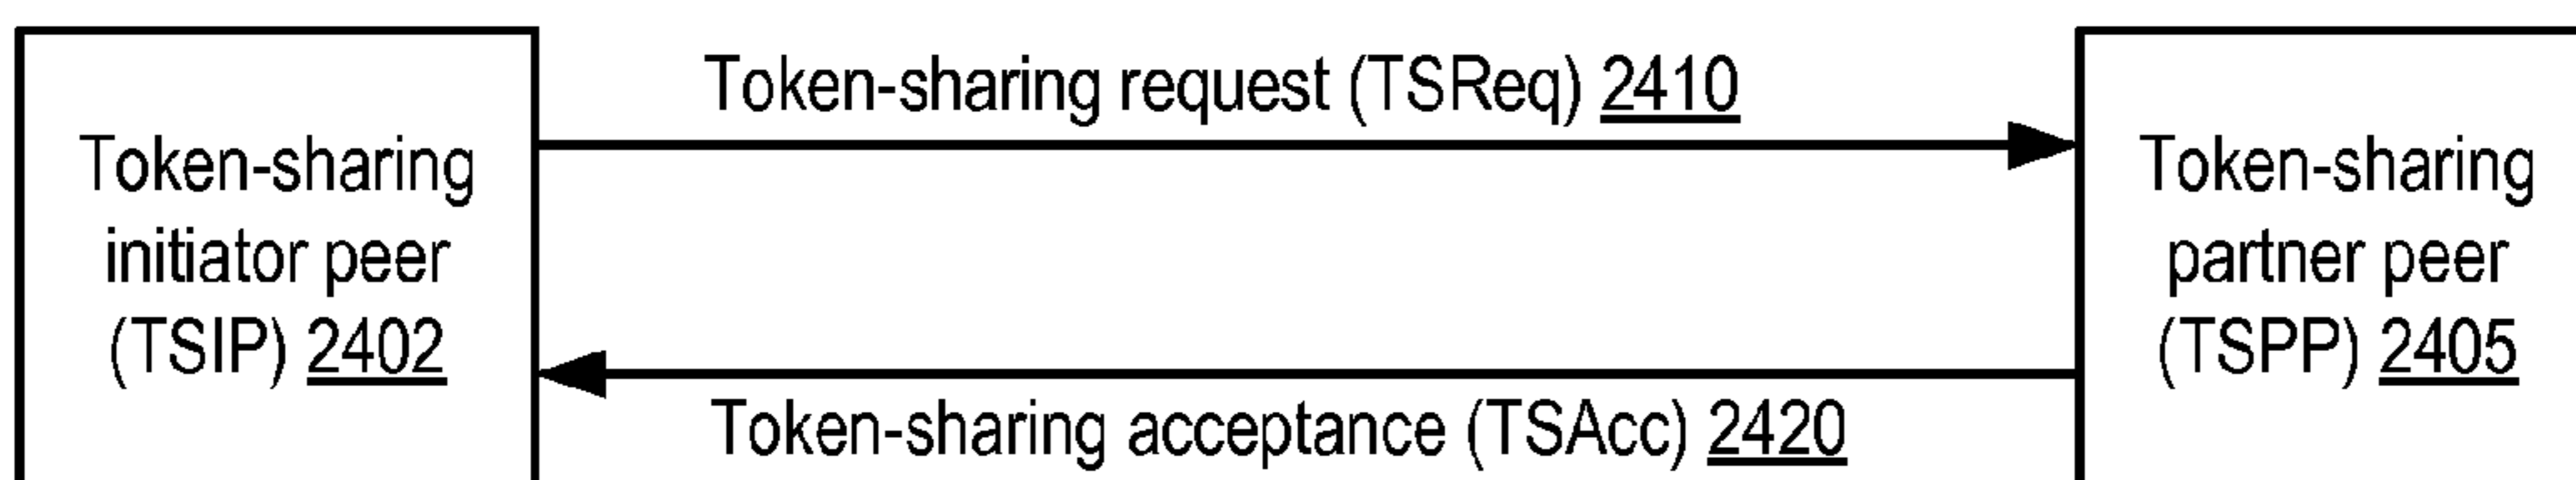 Token-sharing request (TSReq) 2410
Token-sharing
initiator peer
(TSIP) 2402
Token-sharing
partner peer
(TSPP) 2405
Token-sharing acceptance (TSAcc) 2420